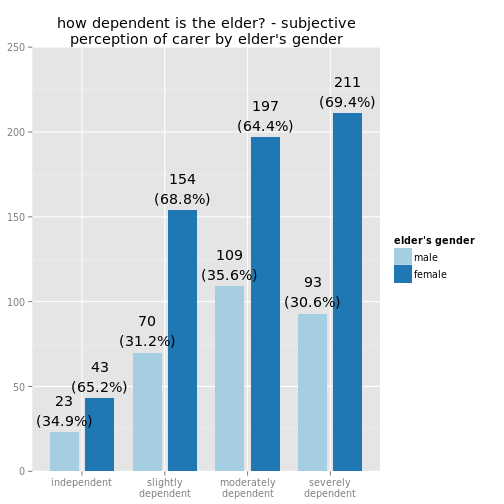 how dependent is the elder? - subjective
perception of carer by elder's gender
250
200
150
100
50
0
23
(34.9%)
43
(65.2%)
70
(31.2%)
154
(68.8%)
109
(35.6%)
197
(64.4%)
93
(30.6%)
211
(69.4%)
independent
slightly
dependent
moderately
dependent
severely
dependent
elder's gender
male
female